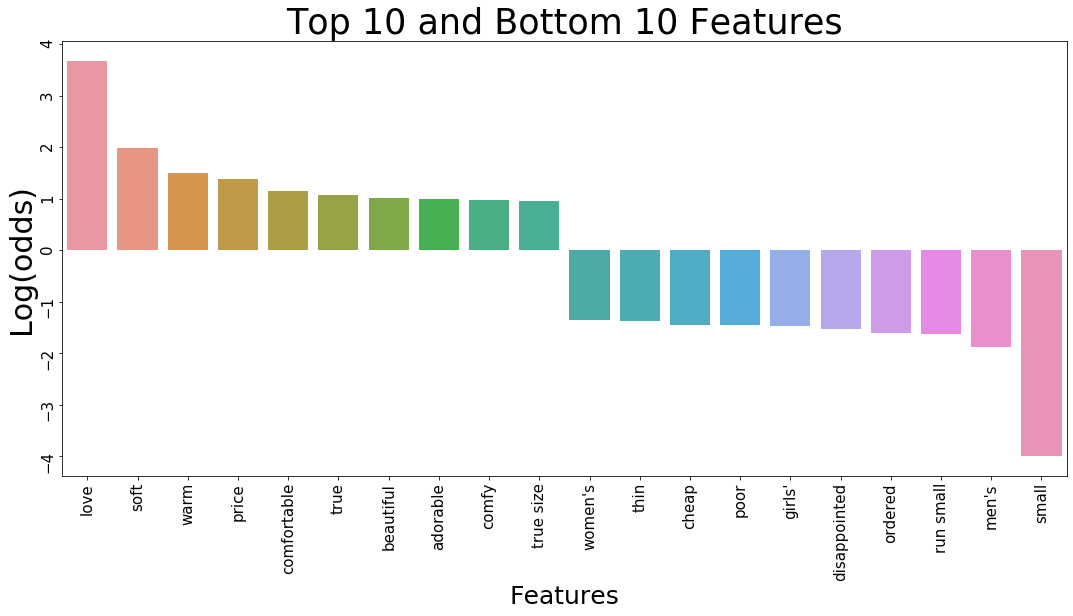 Top 10 and Bottom 10 Features
Log(odds)
4
3
2
1
0
−1
−2
−3
−4
love
soft
warm
price
comfortable
true
beautiful
adorable
comfy
true size
women's
thin
cheap
poor
girls'
disappointed
ordered
run small
men's
small
Features